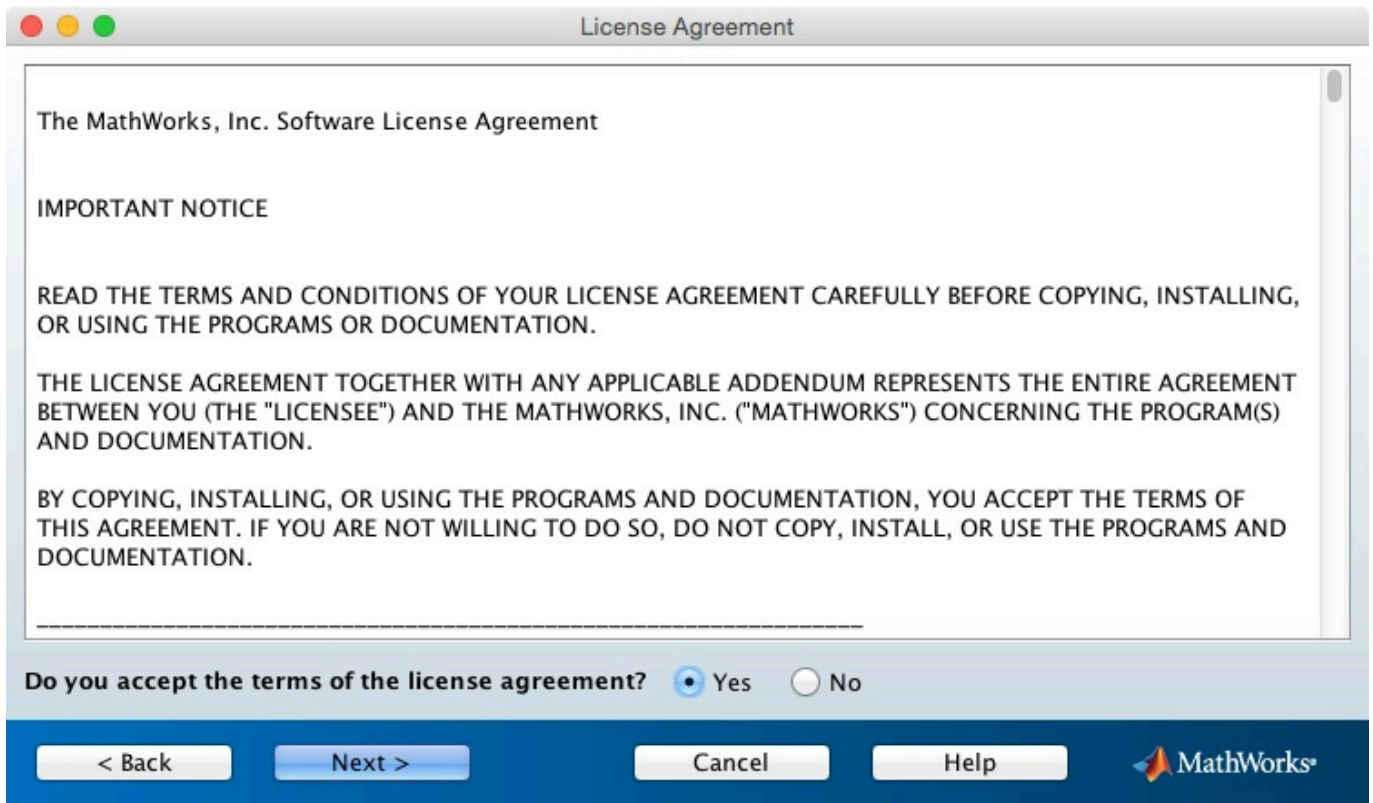 License Agreement
The MathWorks, Inc. Software License Agreement
IMPORTANT NOTICE
READ THE TERMS AND CONDITIONS OF YOUR LICENSE AGREEMENT CAREFULLY BEFORE COPYING, INSTALLING,
OR USING THE PROGRAMS OR DOCUMENTATION.
THE LICENSE AGREEMENT TOGETHER WITH ANY APPLICABLE ADDENDUM REPRESENTS THE ENTIRE AGREEMENT
BETWEEN YOU (THE "LICENSEE") AND THE MATHWORKS, INC. ("MATHWORKS") CONCERNING THE PROGRAM(S)
AND DOCUMENTATION.
BY COPYING, INSTALLING, OR USING THE PROGRAMS AND DOCUMENTATION, YOU ACCEPT THE TERMS OF
THIS AGREEMENT. IF YOU ARE NOT WILLING TO DO SO, DO NOT COPY, INSTALL, OR USE THE PROGRAMS AND
DOCUMENTATION.
______________________________________________________________________
Do you accept the terms of the license agreement? Yes No
< Back Next > Cancel Help MathWorks®